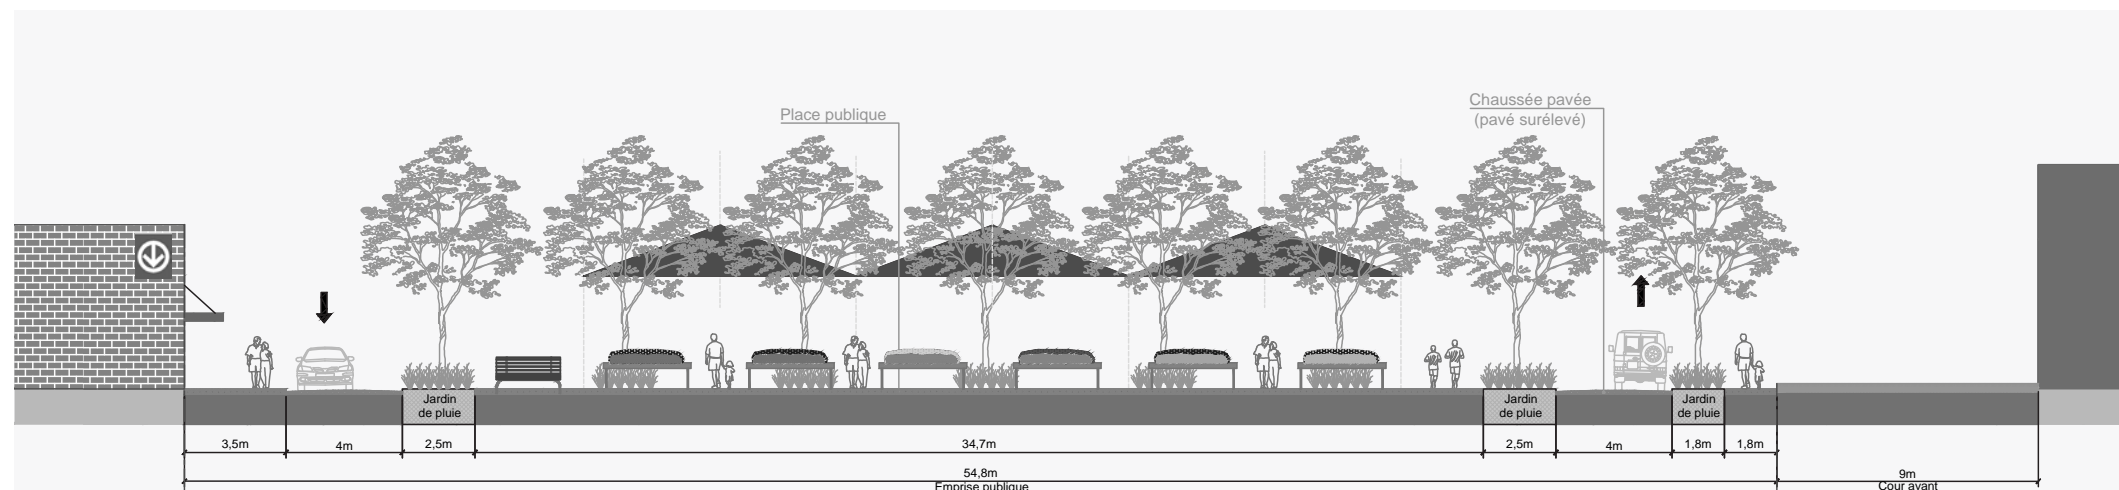 Place publique
Chaussée pavée
(pavé surélevé)
Jardin
de pluie
Jardin
de pluie
Jardin
de pluie
3,5m
4m
2,5m
34,7m
2,5m
4m
1,8m
1,8m
54,8m
9m
Emprise publique
Cour avant